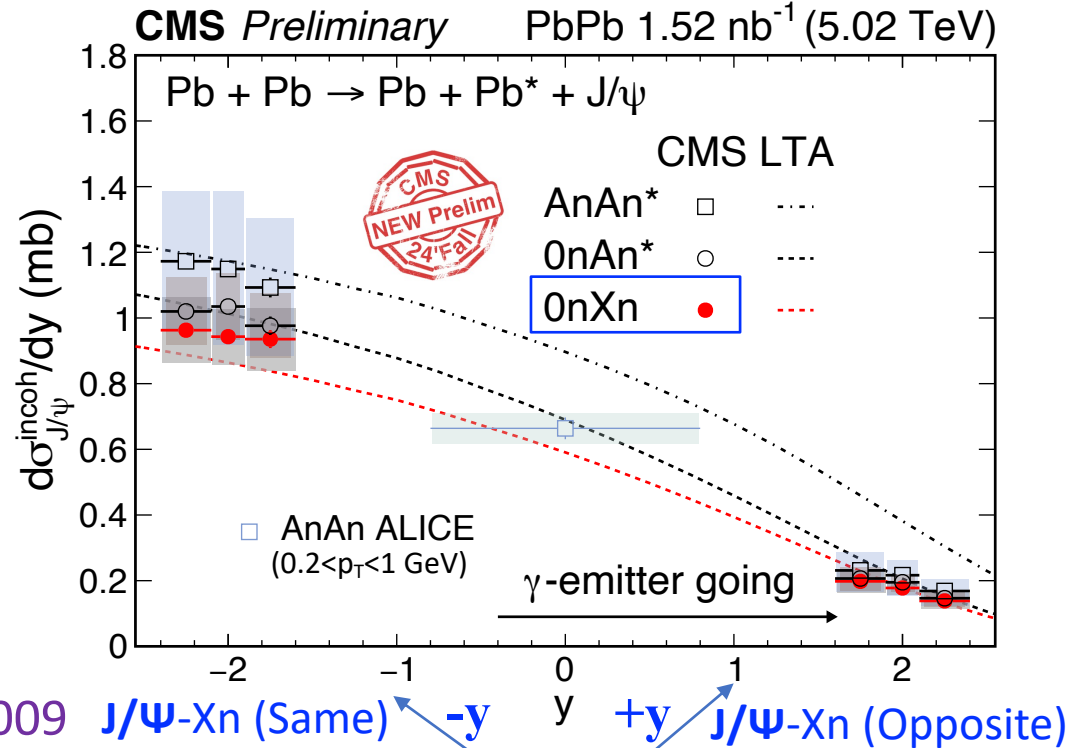 CMS Preliminary PbPb 1.52 nb⁻¹ (5.02 TeV)
Pb + Pb → Pb + Pb* + J/ψ
CMS LTA
AnAn*
0nAn*
0nXn
CMS
NEW Prelim
24'Fall
dσ^incoh_J/ψ/dy (mb)
1.8
1.6
1.4
1.2
1
0.8
0.6
0.4
0.2
0
AnAn ALICE
(0.2<pT<1 GeV)
γ-emitter going
−2 −1 0 1 2
y
009 J/Ψ-Xn (Same) -y +y J/Ψ-Xn (Opposite)